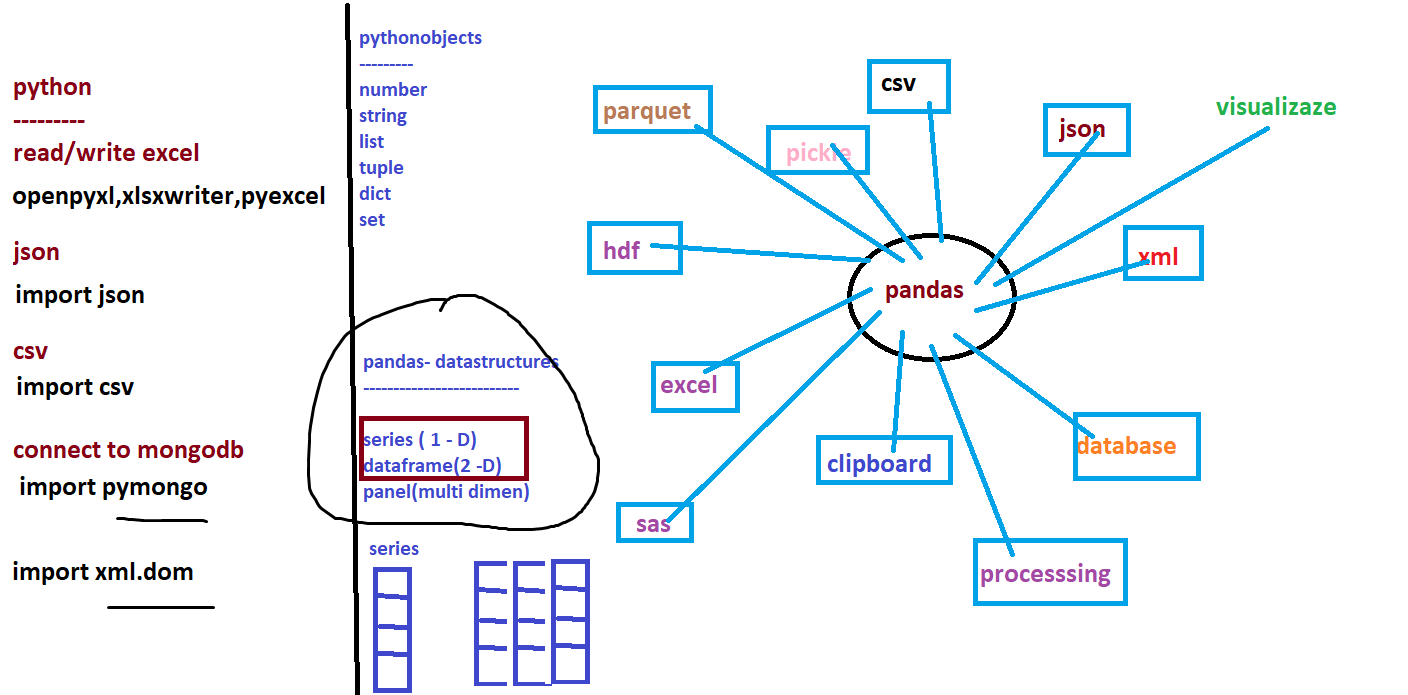 python
---------
read/write excel
openpyxl,xlsxwriter,pyexcel
json
import json
csv
import csv
connect to mongodb
import pymongo
import xml.dom
pythonobjects
---------
number
string
list
tuple
dict
set
pandas- datastructures
--------------------------
series ( 1 - D)
dataframe(2 -D)
panel(multi dimen)
series
parquet
pickle
csv
json
visualizaze
hdf
pandas
xml
excel
clipboard
database
sas
processsing